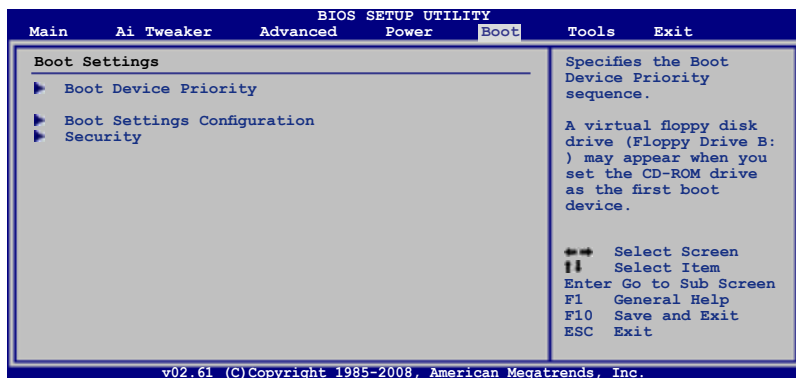 BIOS SETUP UTILITY
Main Ai Tweaker Advanced Power Boot Tools Exit
Boot Settings
Boot Device Priority
Boot Settings Configuration
Security
Specifies the Boot
Device Priority
sequence.
A virtual floppy disk
drive (Floppy Drive B:
) may appear when you
set the CD-ROM drive
as the first boot
device.
Select Screen
Select Item
Enter Go to Sub Screen
F1 General Help
F10 Save and Exit
ESC Exit
v02.61 (C)Copyright 1985-2008, American Megatrends, Inc.